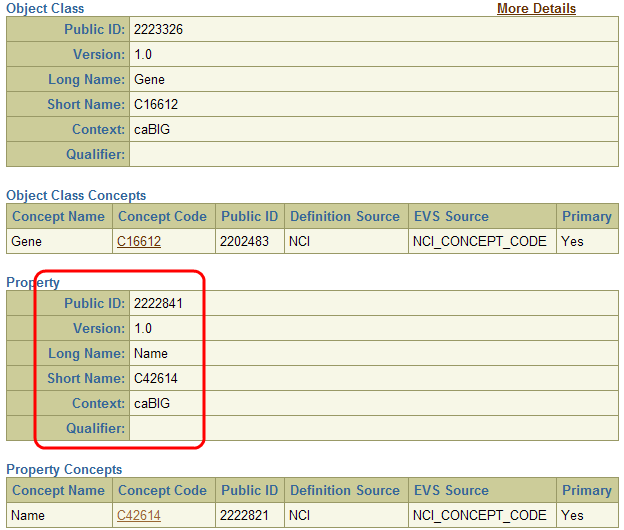 Object Class More Details
Public ID: 2223326
Version: 1.0
Long Name: Gene
Short Name: C16612
Context: caBIG
Qualifier:
Object Class Concepts
Concept Name Concept Code Public ID Definition Source EVS Source Primary
Gene C16612 2202483 NCI NCI_CONCEPT_CODE Yes
Property
Public ID: 2222841
Version: 1.0
Long Name: Name
Short Name: C42614
Context: caBIG
Qualifier:
Property Concepts
Concept Name Concept Code Public ID Definition Source EVS Source Primary
Name C42614 2222821 NCI NCI_CONCEPT_CODE Yes